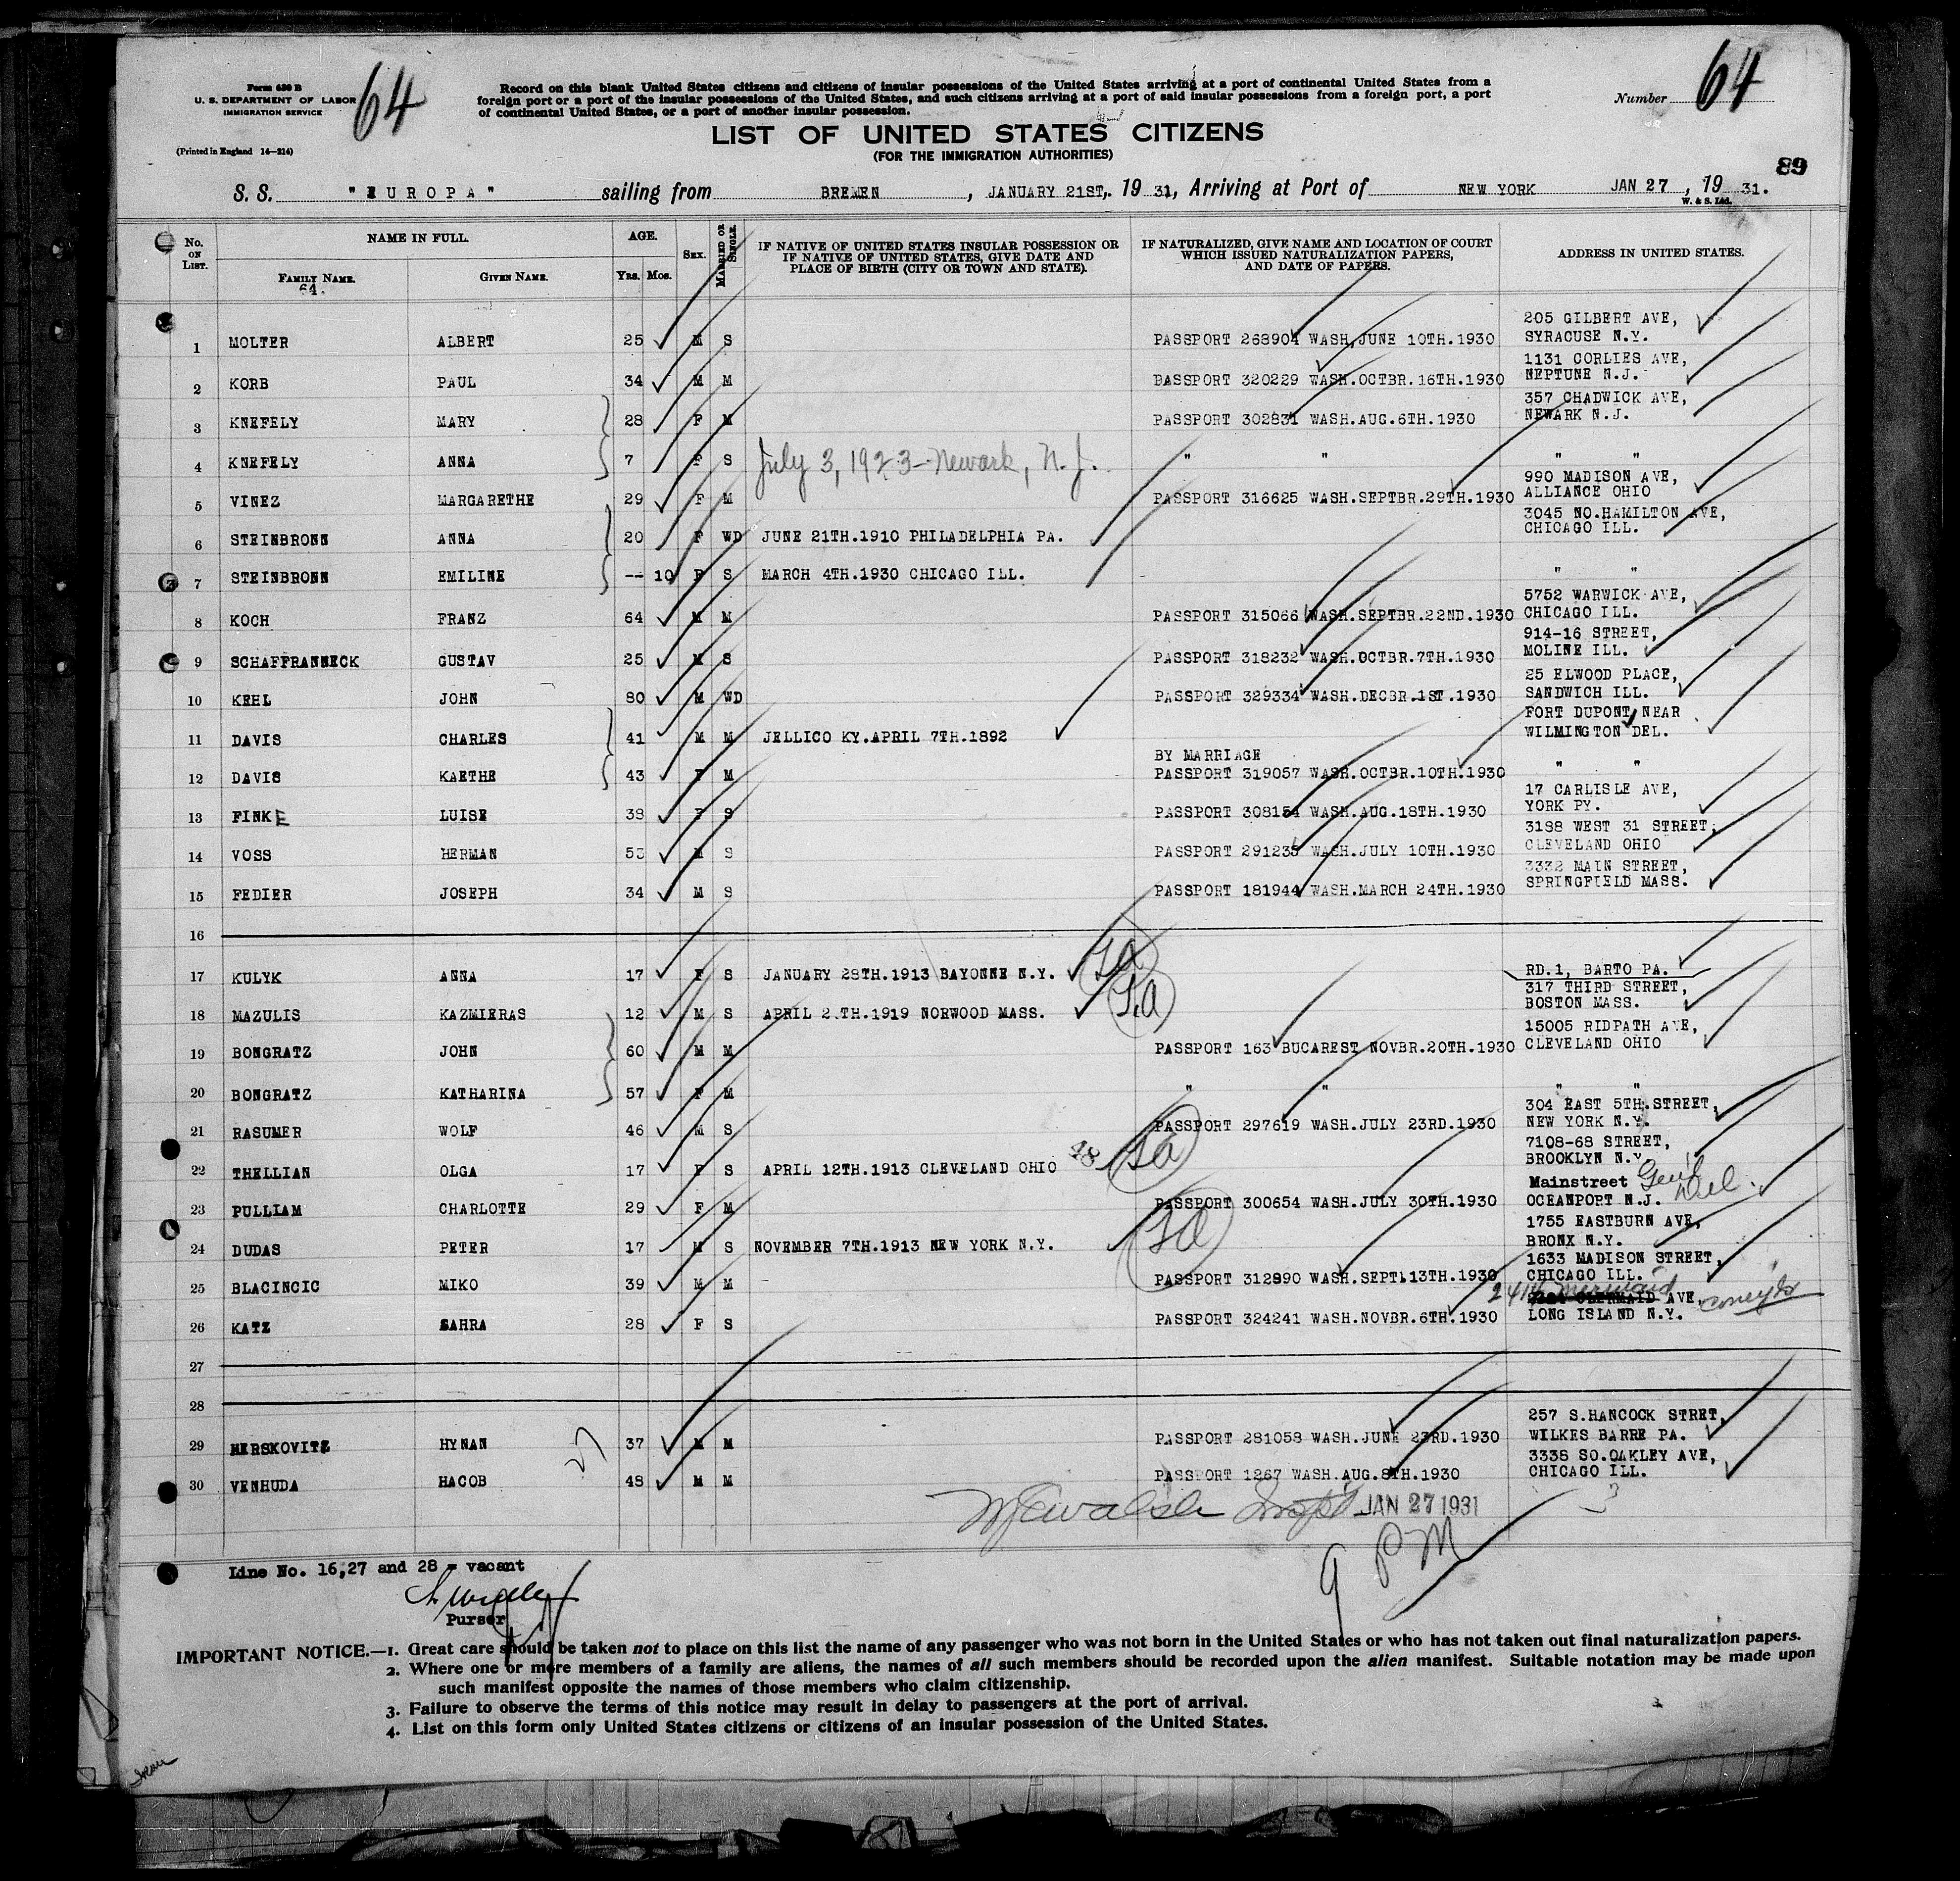 Form 630 B
U. S. DEPARTMENT OF LABOR
IMMIGRATION SERVICE
(Printed in England 14—214)
64
Record on this blank United States citizens and citizens of insular possessions of the United States arriving at a port of continental United States from a
foreign port or a port of the insular possessions of the United States, and such citizens arriving at a port of said insular possessions from a foreign port, a port
of continental United States, or a port of another insular possession.
Number 64
LIST OF UNITED STATES CITIZENS
(FOR THE IMMIGRATION AUTHORITIES)
89
S. S. "EUROPA" sailing from BREMEN, JANUARY 21ST, 1931, Arriving at Port of NEW YORK JAN 27, 1931.
W. & S. Ltd.
No. ON LIST. NAME IN FULL. AGE. SEX. MARRIED OR SINGLE. IF NATIVE OF UNITED STATES INSULAR POSSESSION OR IF NATIVE OF UNITED STATES, GIVE DATE AND PLACE OF BIRTH (CITY OR TOWN AND STATE). IF NATURALIZED, GIVE NAME AND LOCATION OF COURT WHICH ISSUED NATURALIZATION PAPERS, AND DATE OF PAPERS. ADDRESS IN UNITED STATES.
FAMILY NAME. GIVEN NAME. YRS. MOS.
64.
1 MOLTER ALBERT 25 M S PASSPORT 268904 WASH, JUNE 10TH.1930 205 GILBERT AVE, SYRACUSE N.Y.
2 KORB PAUL 34 M M PASSPORT 320229 WASH.OCTBR.16TH.1930 1131 CORLIES AVE, NEPTUNE N.J.
3 KNEFELY MARY 28 F M PASSPORT 302831 WASH.AUG.6TH.1930 357 CHADWICK AVE, NEWARK N.J.
4 KNEFELY ANNA 7 F S July 3, 1923-Newark, N.J. " " " "
5 VINEZ MARGARETHE 29 F M PASSPORT 316625 WASH.SEPTBR.29TH.1930 990 MADISON AVE, ALLIANCE OHIO
6 STEINBRONN ANNA 20 F WD JUNE 21TH.1910 PHILADELPHIA PA. 3045 NO.HAMILTON AVE, CHICAGO ILL.
7 STEINBRONN EMILINE -- 10 F S MARCH 4TH.1930 CHICAGO ILL. " "
8 KOCH FRANZ 64 M M PASSPORT 315066 WASH.SEPTBR.22ND.1930 5752 WARWICK AVE, CHICAGO ILL.
9 SCHAFFRANNECK GUSTAV 25 M S PASSPORT 318232 WASH.OCTBR.7TH.1930 914-16 STREET, MOLINE ILL.
10 KEHL JOHN 80 M WD PASSPORT 329334 WASH.DECBR.1ST.1930 25 ELWOOD PLACE, SANDWICH ILL.
11 DAVIS CHARLES 41 M M JELLICO KY.APRIL 7TH.1892 FORT DUPONT, NEAR WILMINGTON DEL.
12 DAVIS KAETHE 43 F M BY MARRIAGE PASSPORT 319057 WASH.OCTBR.10TH.1930 " "
13 FINKE LUISE 38 F S PASSPORT 308154 WASH.AUG.18TH.1930 17 CARLISLE AVE, YORK PY.
14 VOSS HERMAN 53 M S PASSPORT 291235 WASH.JULY 10TH.1930 3188 WEST 31 STREET, CLEVELAND OHIO
15 FEDIER JOSEPH 34 M S PASSPORT 181944 WASH.MARCH 24TH.1930 3332 MAIN STREET, SPRINGFIELD MASS.
16
17 KULYK ANNA 17 F S JANUARY 28TH.1913 BAYONNE N.Y. RD.1, BARTO PA.
18 MAZULIS KAZMIERAS 12 M S APRIL 2.TH.1919 NORWOOD MASS. 317 THIRD STREET, BOSTON MASS.
19 BONGRATZ JOHN 60 M M PASSPORT 163 BUCAREST NOVBR.20TH.1930 15005 RIDPATH AVE, CLEVELAND OHIO
20 BONGRATZ KATHARINA 57 F M " " " "
21 RASUMER WOLF 46 M S PASSPORT 297619 WASH.JULY 23RD.1930 304 EAST 5TH.STREET, NEW YORK N.Y.
22 THELLIAN OLGA 17 F S APRIL 12TH.1913 CLEVELAND OHIO 7108-68 STREET, BROOKLYN N.Y.
23 PULLIAM CHARLOTTE 29 F M PASSPORT 300654 WASH.JULY 30TH.1930 Mainstreet Gen'l Del. OCEANPORT N.J.
24 DUDAS PETER 17 M S NOVEMBER 7TH.1913 NEW YORK N.Y. 1755 EASTBURN AVE, BRONX N.Y.
25 BLACINCIC MIKO 39 M M PASSPORT 312890 WASH.SEPT.13TH.1930 1633 MADISON STREET, CHICAGO ILL.
26 KATZ SAHRA 28 F S PASSPORT 324241 WASH.NOVBR.6TH.1930 Mermaid AVE, Coney Is LONG ISLAND N.Y.
27
28
29 HERSKOVITZ HYNAN 37 M M PASSPORT 281058 WASH.JUNE 23RD.1930 257 S.HANCOCK STRET, WILKES BARRE PA.
30 VENHUDA HACOB 48 M M PASSPORT 1267 WASH.AUG.8TH.1930 3338 SO.OAKLEY AVE, CHICAGO ILL.
JAN 27 1931
9 PM
Line No. 16,27 and 28 = vacant
Purser
IMPORTANT NOTICE.—1. Great care should be taken not to place on this list the name of any passenger who was not born in the United States or who has not taken out final naturalization papers.
2. Where one or more members of a family are aliens, the names of all such members should be recorded upon the alien manifest. Suitable notation may be made upon
such manifest opposite the names of those members who claim citizenship.
3. Failure to observe the terms of this notice may result in delay to passengers at the port of arrival.
4. List on this form only United States citizens or citizens of an insular possession of the United States.